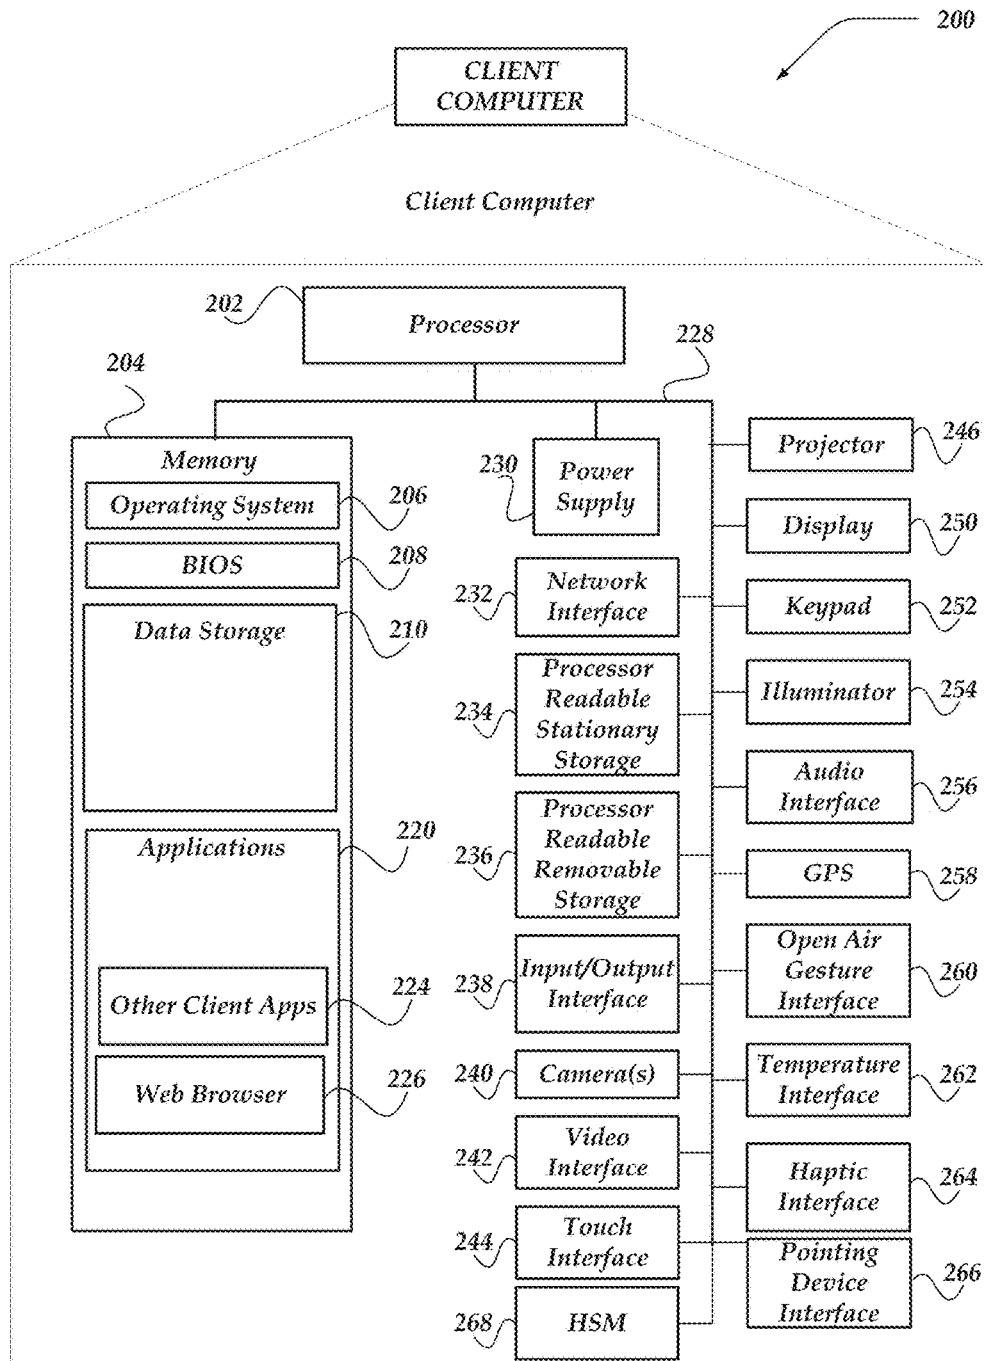 200
CLIENT
COMPUTER
Client Computer
202
Processor
228
204
Memory
Operating System
206
BIOS
208
Data Storage
210
Applications
220
Other Client Apps
224
Web Browser
226
230
Power
Supply
232
Network
Interface
234
Processor
Readable
Stationary
Storage
236
Processor
Readable
Removable
Storage
238
Input/Output
Interface
240
Camera(s)
242
Video
Interface
244
Touch
Interface
268
HSM
Projector
246
Display
250
Keypad
252
Illuminator
254
Audio
Interface
256
GPS
258
Open Air
Gesture
Interface
260
Temperature
Interface
262
Haptic
Interface
264
Pointing
Device
Interface
266